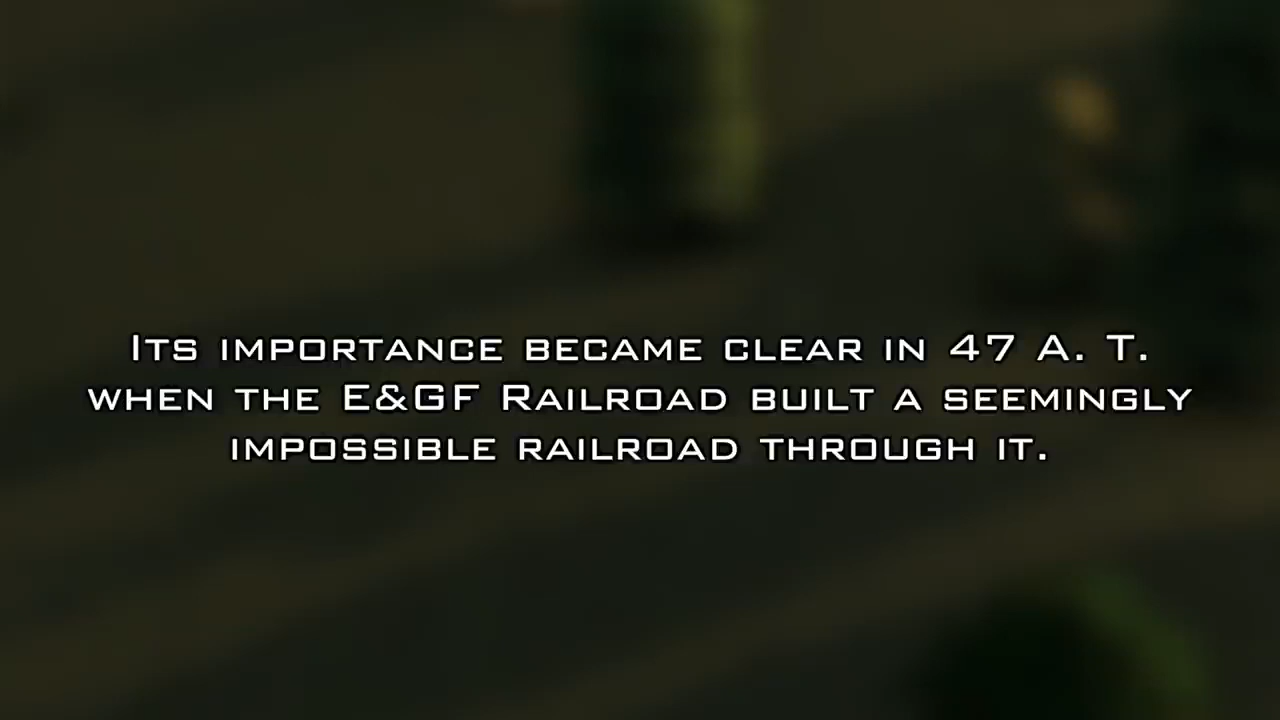 Its importance became clear in 47 A. T.
when the E&GF Railroad built a seemingly
impossible railroad through it.